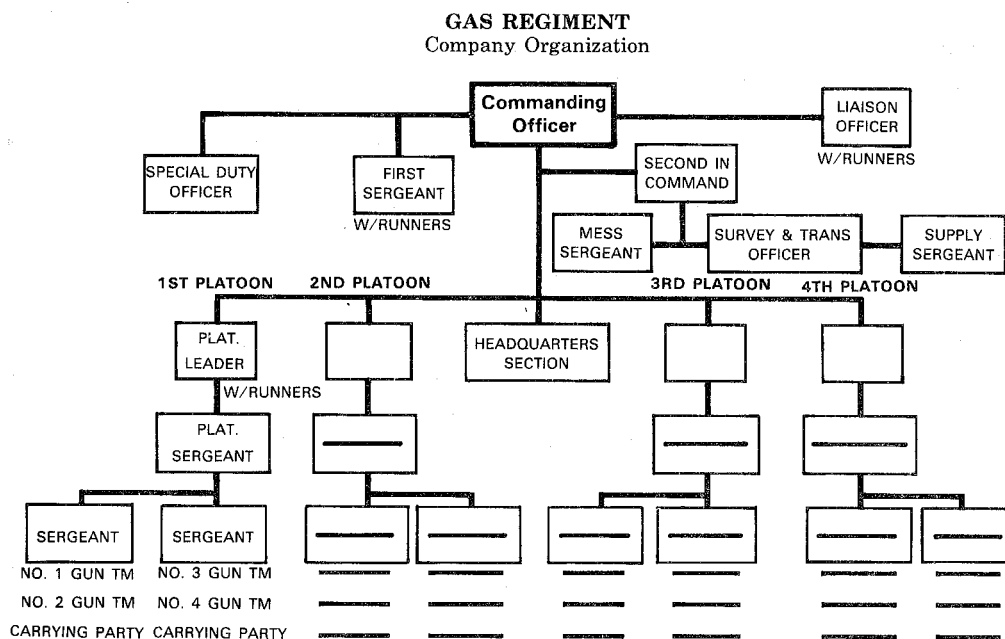 GAS REGIMENT
Company Organization
Commanding
Officer
LIAISON
OFFICER
W/RUNNERS
SPECIAL DUTY
OFFICER
FIRST
SERGEANT
W/RUNNERS
SECOND IN
COMMAND
MESS
SERGEANT
SURVEY & TRANS
OFFICER
SUPPLY
SERGEANT
1ST PLATOON
2ND PLATOON
3RD PLATOON
4TH PLATOON
PLAT.
LEADER
W/RUNNERS
HEADQUARTERS
SECTION
PLAT.
SERGEANT
SERGEANT
NO. 1 GUN TM
NO. 2 GUN TM
CARRYING PARTY
SERGEANT
NO. 3 GUN TM
NO. 4 GUN TM
CARRYING PARTY